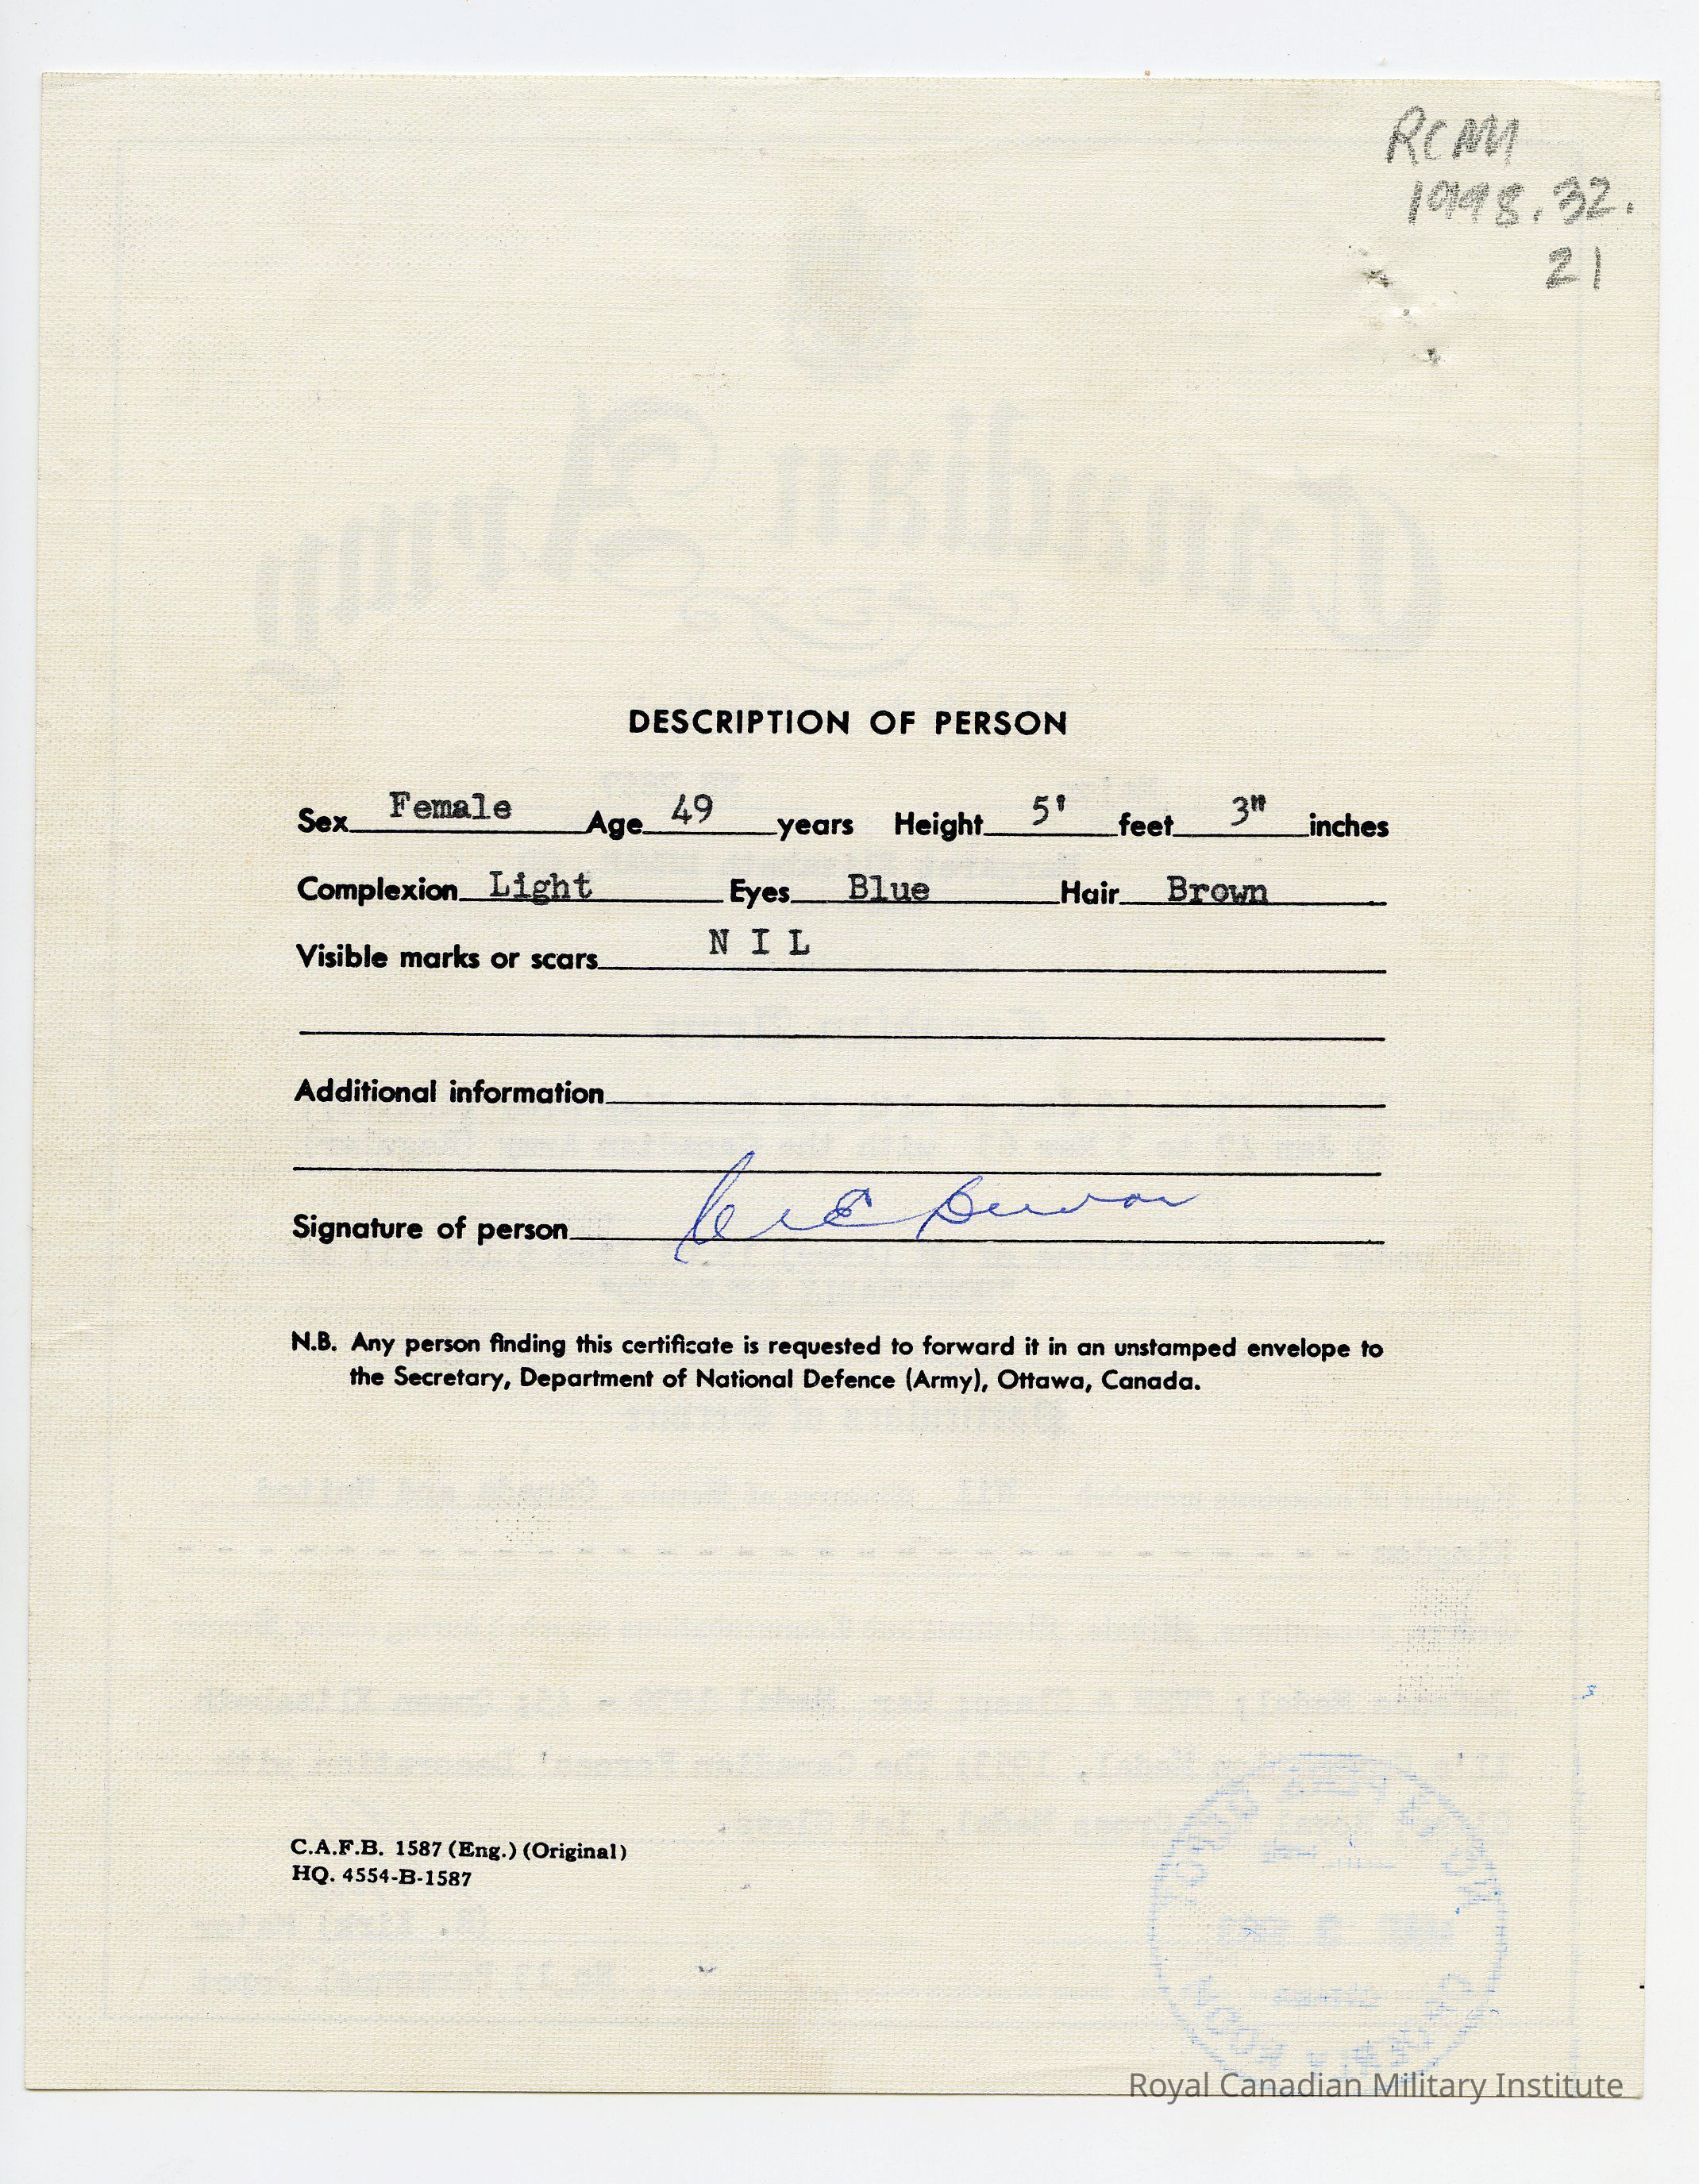 RCMI
1998.32.
21
DESCRIPTION OF PERSON
Sex Female Age 49 years Height 5' feet 3" inches
Complexion Light Eyes Blue Hair Brown
Visible marks or scars N I L
Additional information
Signature of person
N.B. Any person finding this certificate is requested to forward it in an unstamped envelope to
the Secretary, Department of National Defence (Army), Ottawa, Canada.
C.A.F.B. 1587 (Eng.) (Original)
HQ. 4554-B-1587
Royal Canadian Military Institute